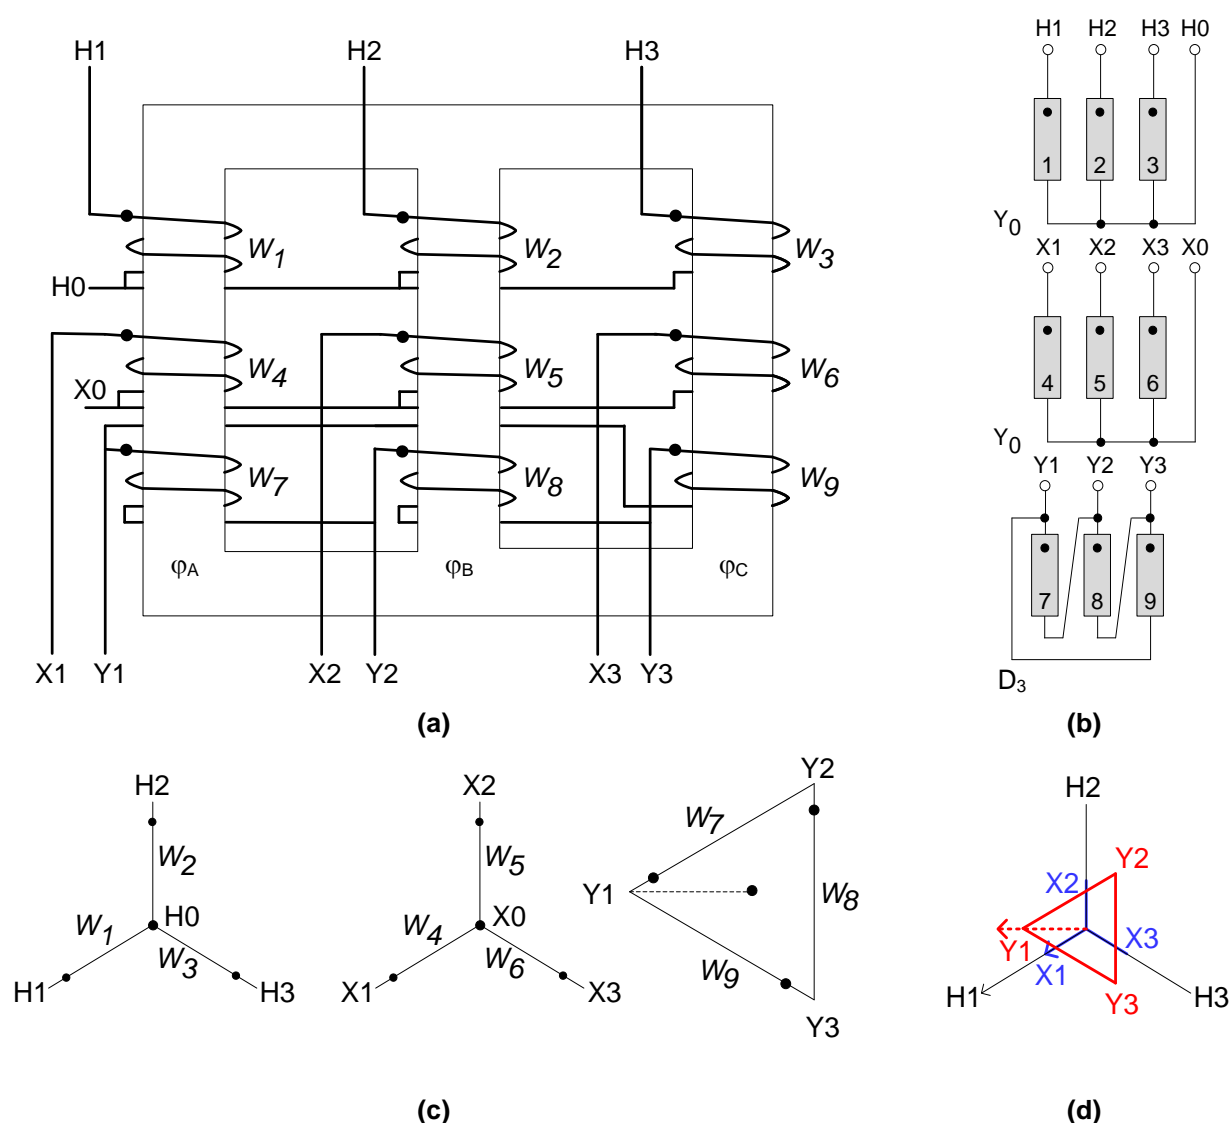 H1 H2 H3
W1 W2 W3
H0
W4 W5 W6
X0
W7 W8 W9
φA φB φC
X1 Y1 X2 Y2 X3 Y3
(a)
H1 H2 H3 H0
1 2 3
Y0
X1 X2 X3 X0
4 5 6
Y0
Y1 Y2 Y3
7 8 9
D3
(b)
H2
W2
W1 H0
W3
H1 H3
X2
W5
W4 X0
W6
X1 X3
Y2
W7
Y1 W8
W9
Y3
(c)
H2
Y2
X2
X3
Y1
X1
H1 Y3 H3
(d)